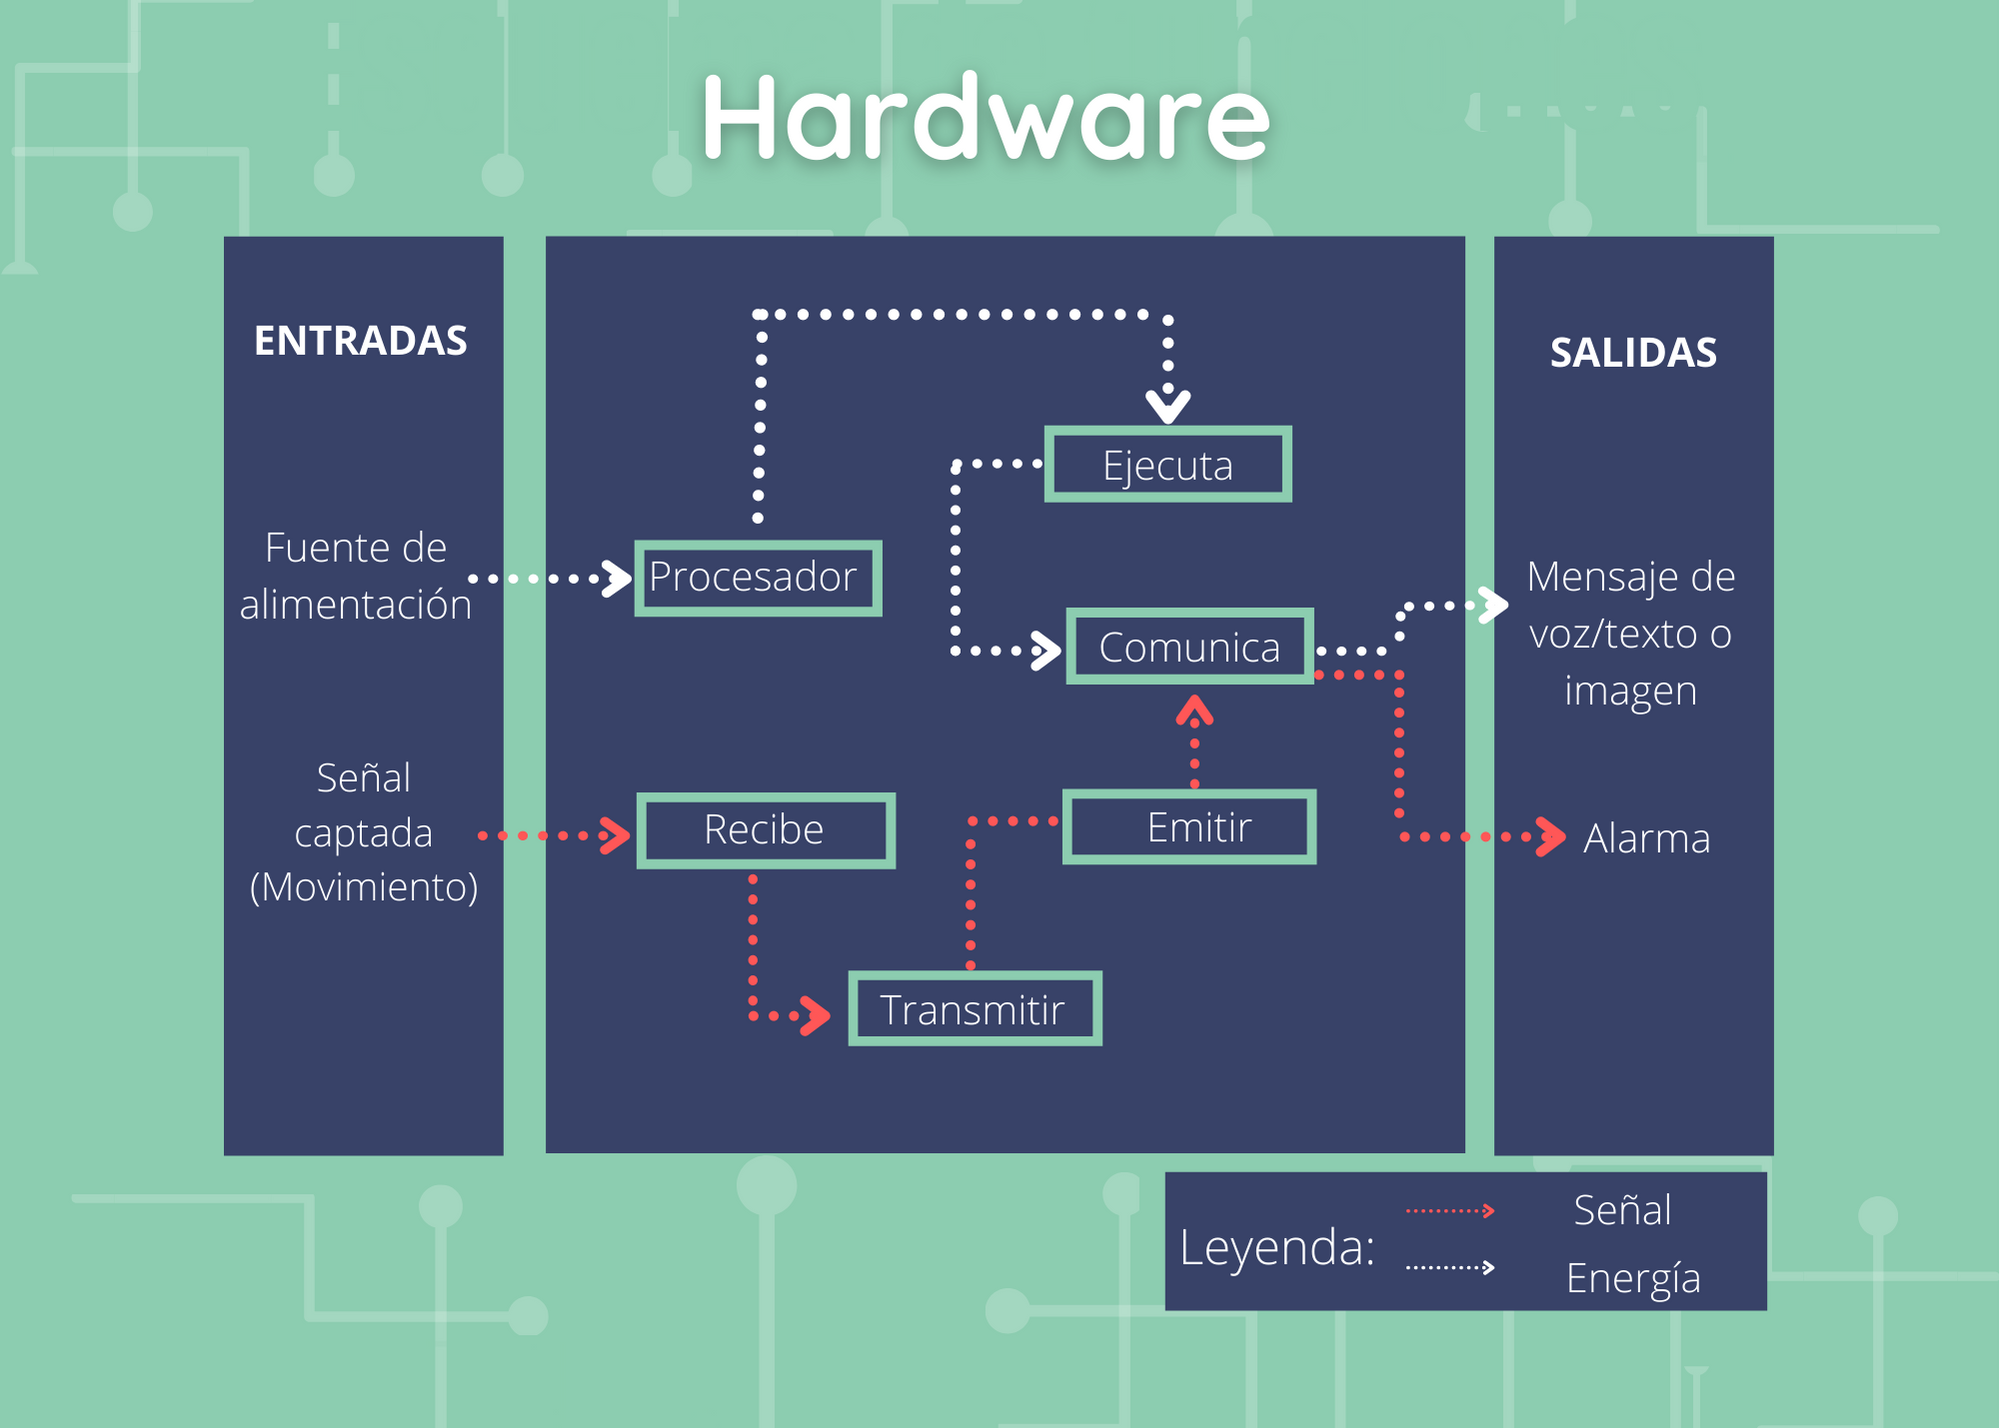 Hardware
ENTRADAS
Fuente de
alimentación
Señal
captada
(Movimiento)
Procesador
Ejecuta
Comunica
Recibe
Emitir
Transmitir
SALIDAS
Mensaje de
voz/texto o
imagen
Alarma
Leyenda:
Señal
Energía